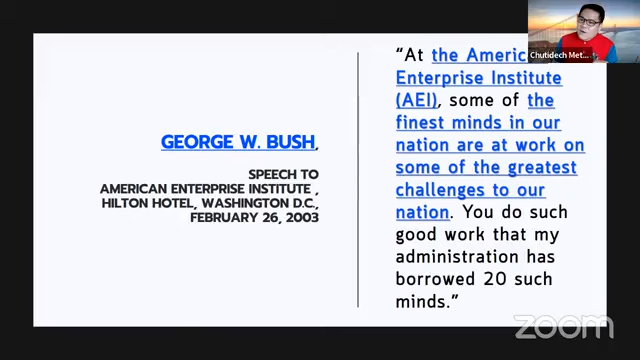 GEORGE W. BUSH,
SPEECH TO
AMERICAN ENTERPRISE INSTITUTE ,
HILTON HOTEL, WASHINGTON D.C.,
FEBRUARY 26, 2003
“At the Americ
Enterprise Institute
(AEI), some of the
finest minds in our
nation are at work on
some of the greatest
challenges to our
nation. You do such
good work that my
administration has
borrowed 20 such
minds.”
Chutidech Met...
zoom